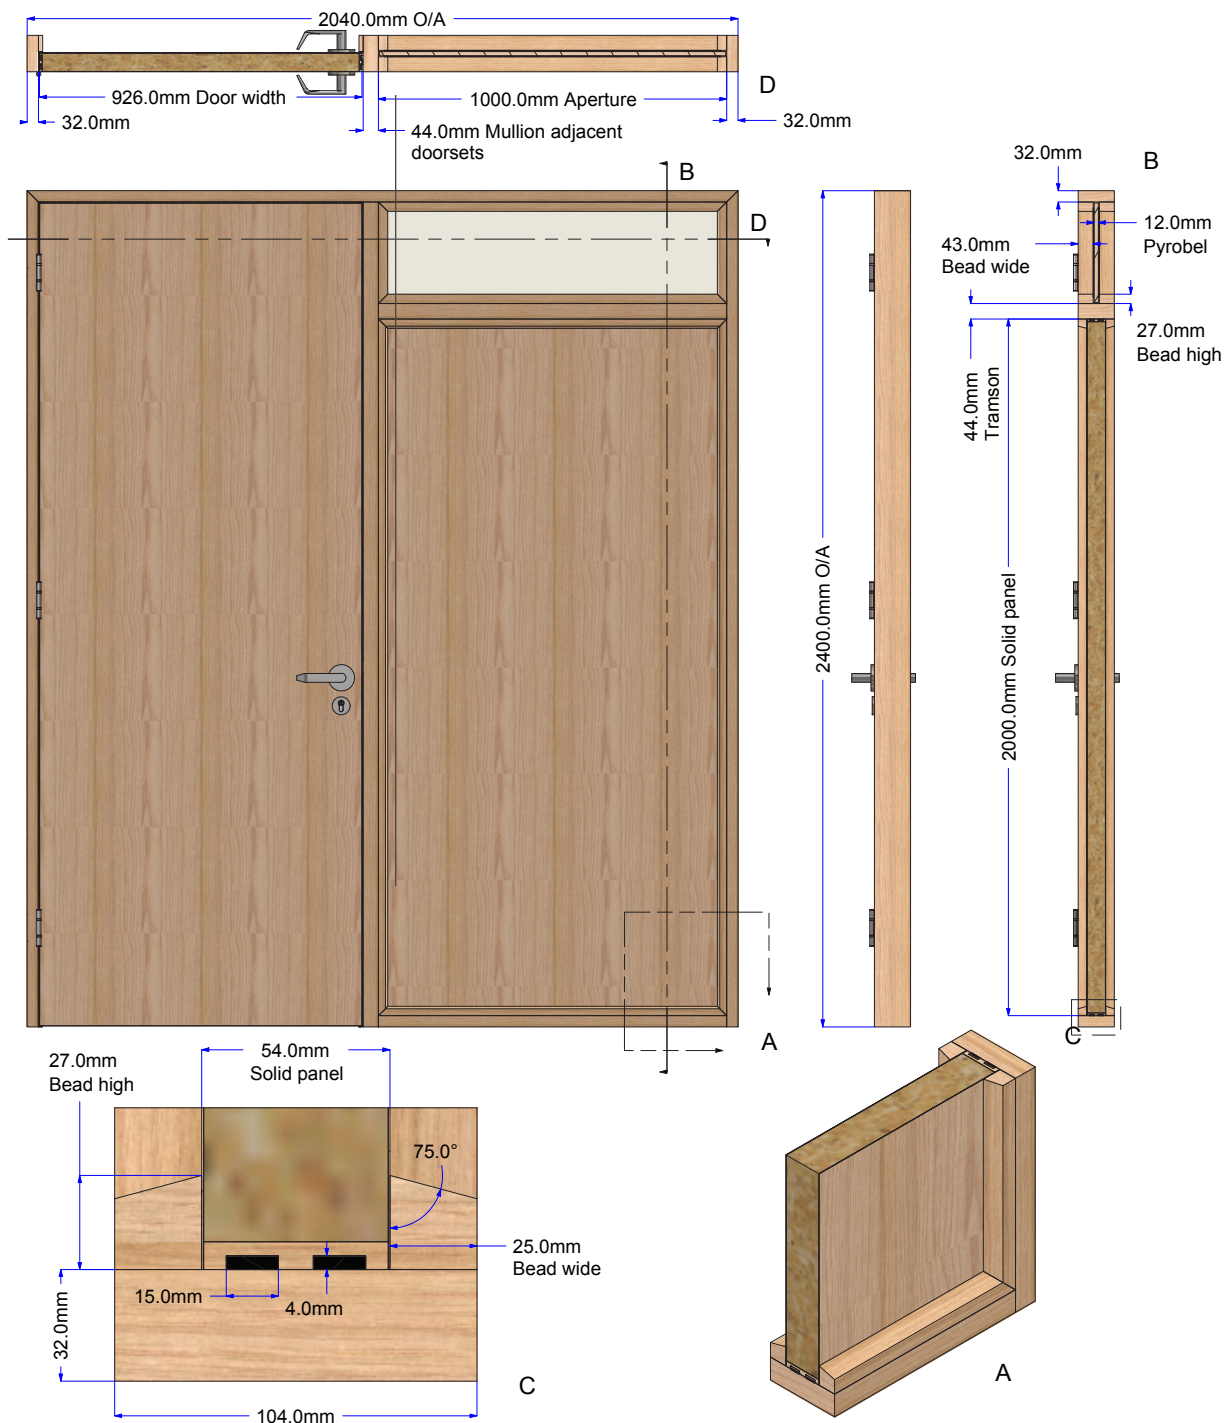 2040.0mm O/A
D
926.0mm Door width
1000.0mm Aperture
32.0mm
44.0mm Mullion adjacent
doorsets
32.0mm
B
D
32.0mm
B
12.0mm
Pyrobel
43.0mm
Bead wide
27.0mm
Bead high
44.0mm
Tramson
2400.0mm O/A
2000.0mm Solid panel
A
C
27.0mm
Bead high
54.0mm
Solid panel
75.0°
25.0mm
Bead wide
15.0mm
4.0mm
32.0mm
C
104.0mm
A